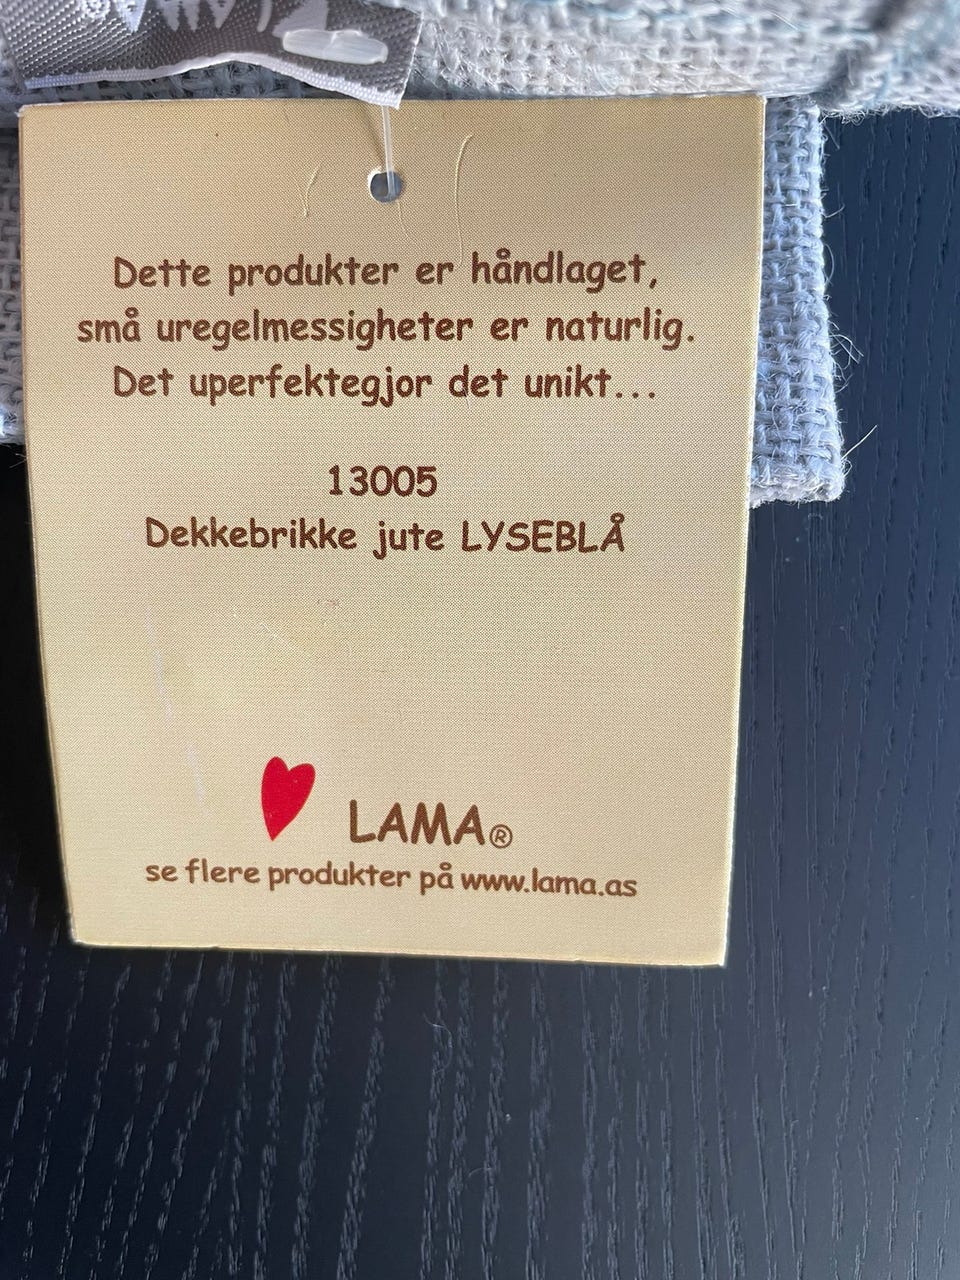 Dette produkter er håndlaget,
små uregelmessigheter er naturlig.
Det uperfektegjor det unikt...
13005
Dekkebrikke jute LYSEBLÅ
LAMA®
se flere produkter på www.lama.as